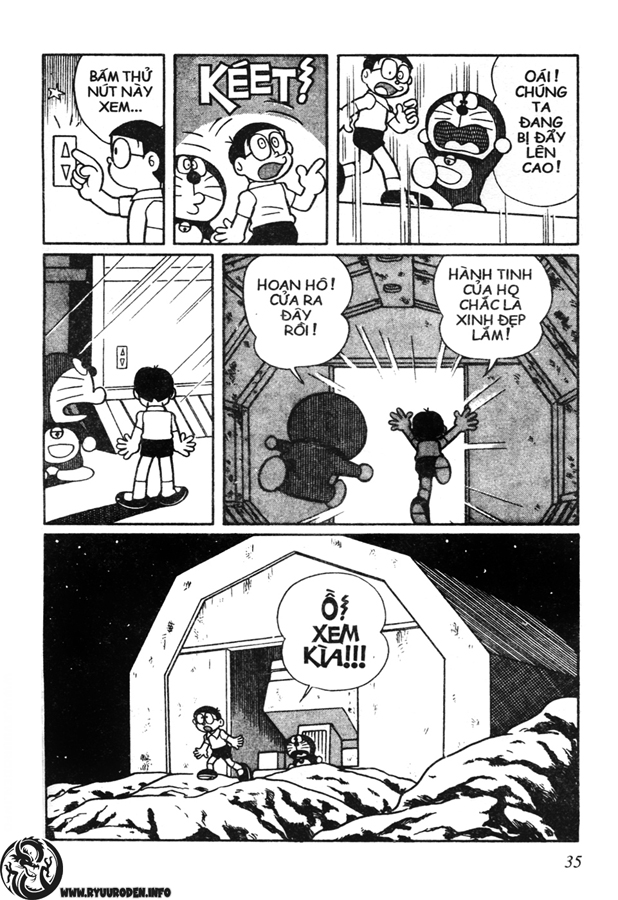 BẤM THỬ
NÚT NÀY
XEM...
KÉET!
OÁI!
CHÚNG
TA
ĐANG
BỊ ĐẨY
LÊN
CAO!
HOAN HÔ!
CỬA RA
ĐÂY
RỒI!
HÀNH TINH
CỦA HỌ
CHẮC LÀ
XINH ĐẸP
LẮM!
Ồ!
XEM
KÌA!!!
35
WWW.RYUURODEN.INFO